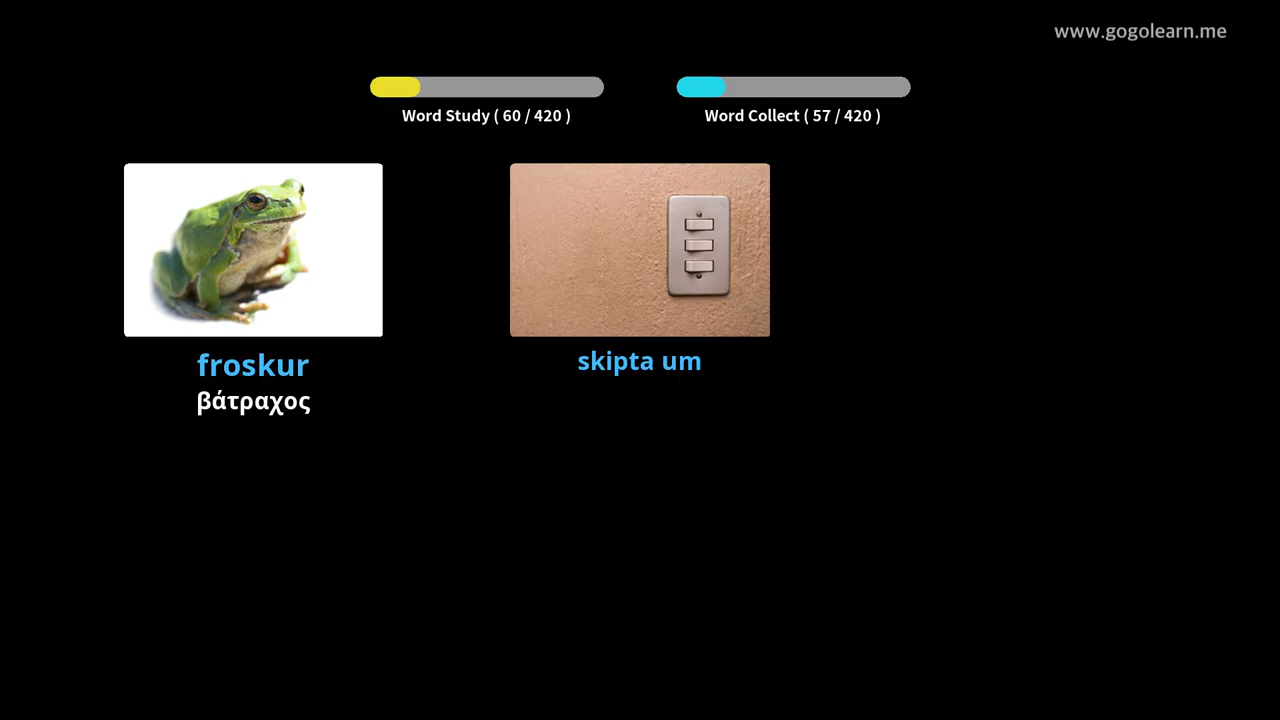 www.gogolearn.me
Word Study ( 60 / 420 )
Word Collect ( 57 / 420 )
froskur
βάτραχος
skipta um